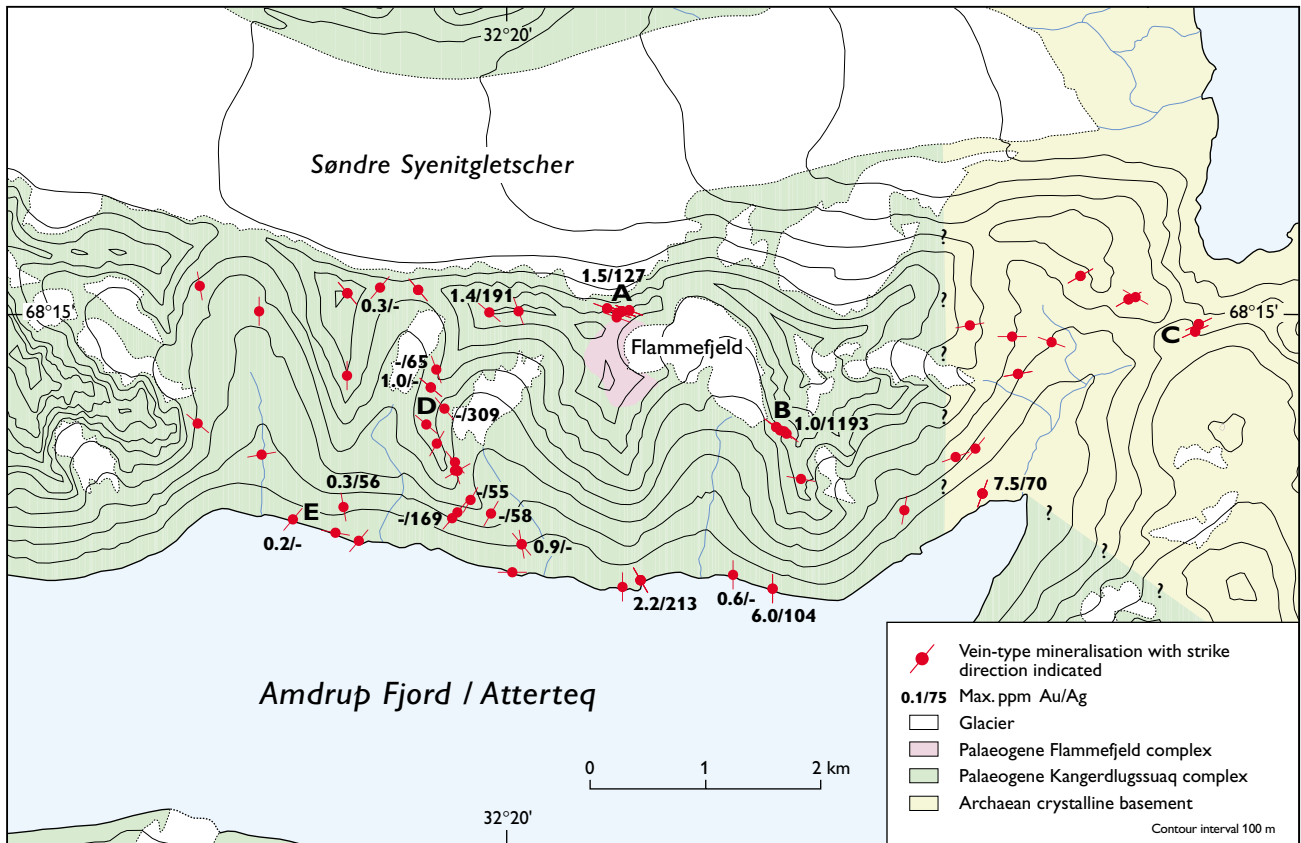 32°20'
Søndre Syenitgletscher
1.5/127
A
0.3/-
1.4/191
68°15'
68°15'
C
Flammefjeld
-/65
1.0/-
D
-/309
B
1.0/1193
?
?
?
?
?
?
?
?
0.3/56
-/55
7.5/70
E
-/169
-/58
0.2/-
0.9/-
2.2/213
0.6/-
6.0/104
Amdrup Fjord / Atterteq
0 1 2 km
32°20'
Vein-type mineralisation with strike
direction indicated
0.1/75 Max. ppm Au/Ag
Glacier
Palaeogene Flammefjeld complex
Palaeogene Kangerdlugssuaq complex
Archaean crystalline basement
Contour interval 100 m